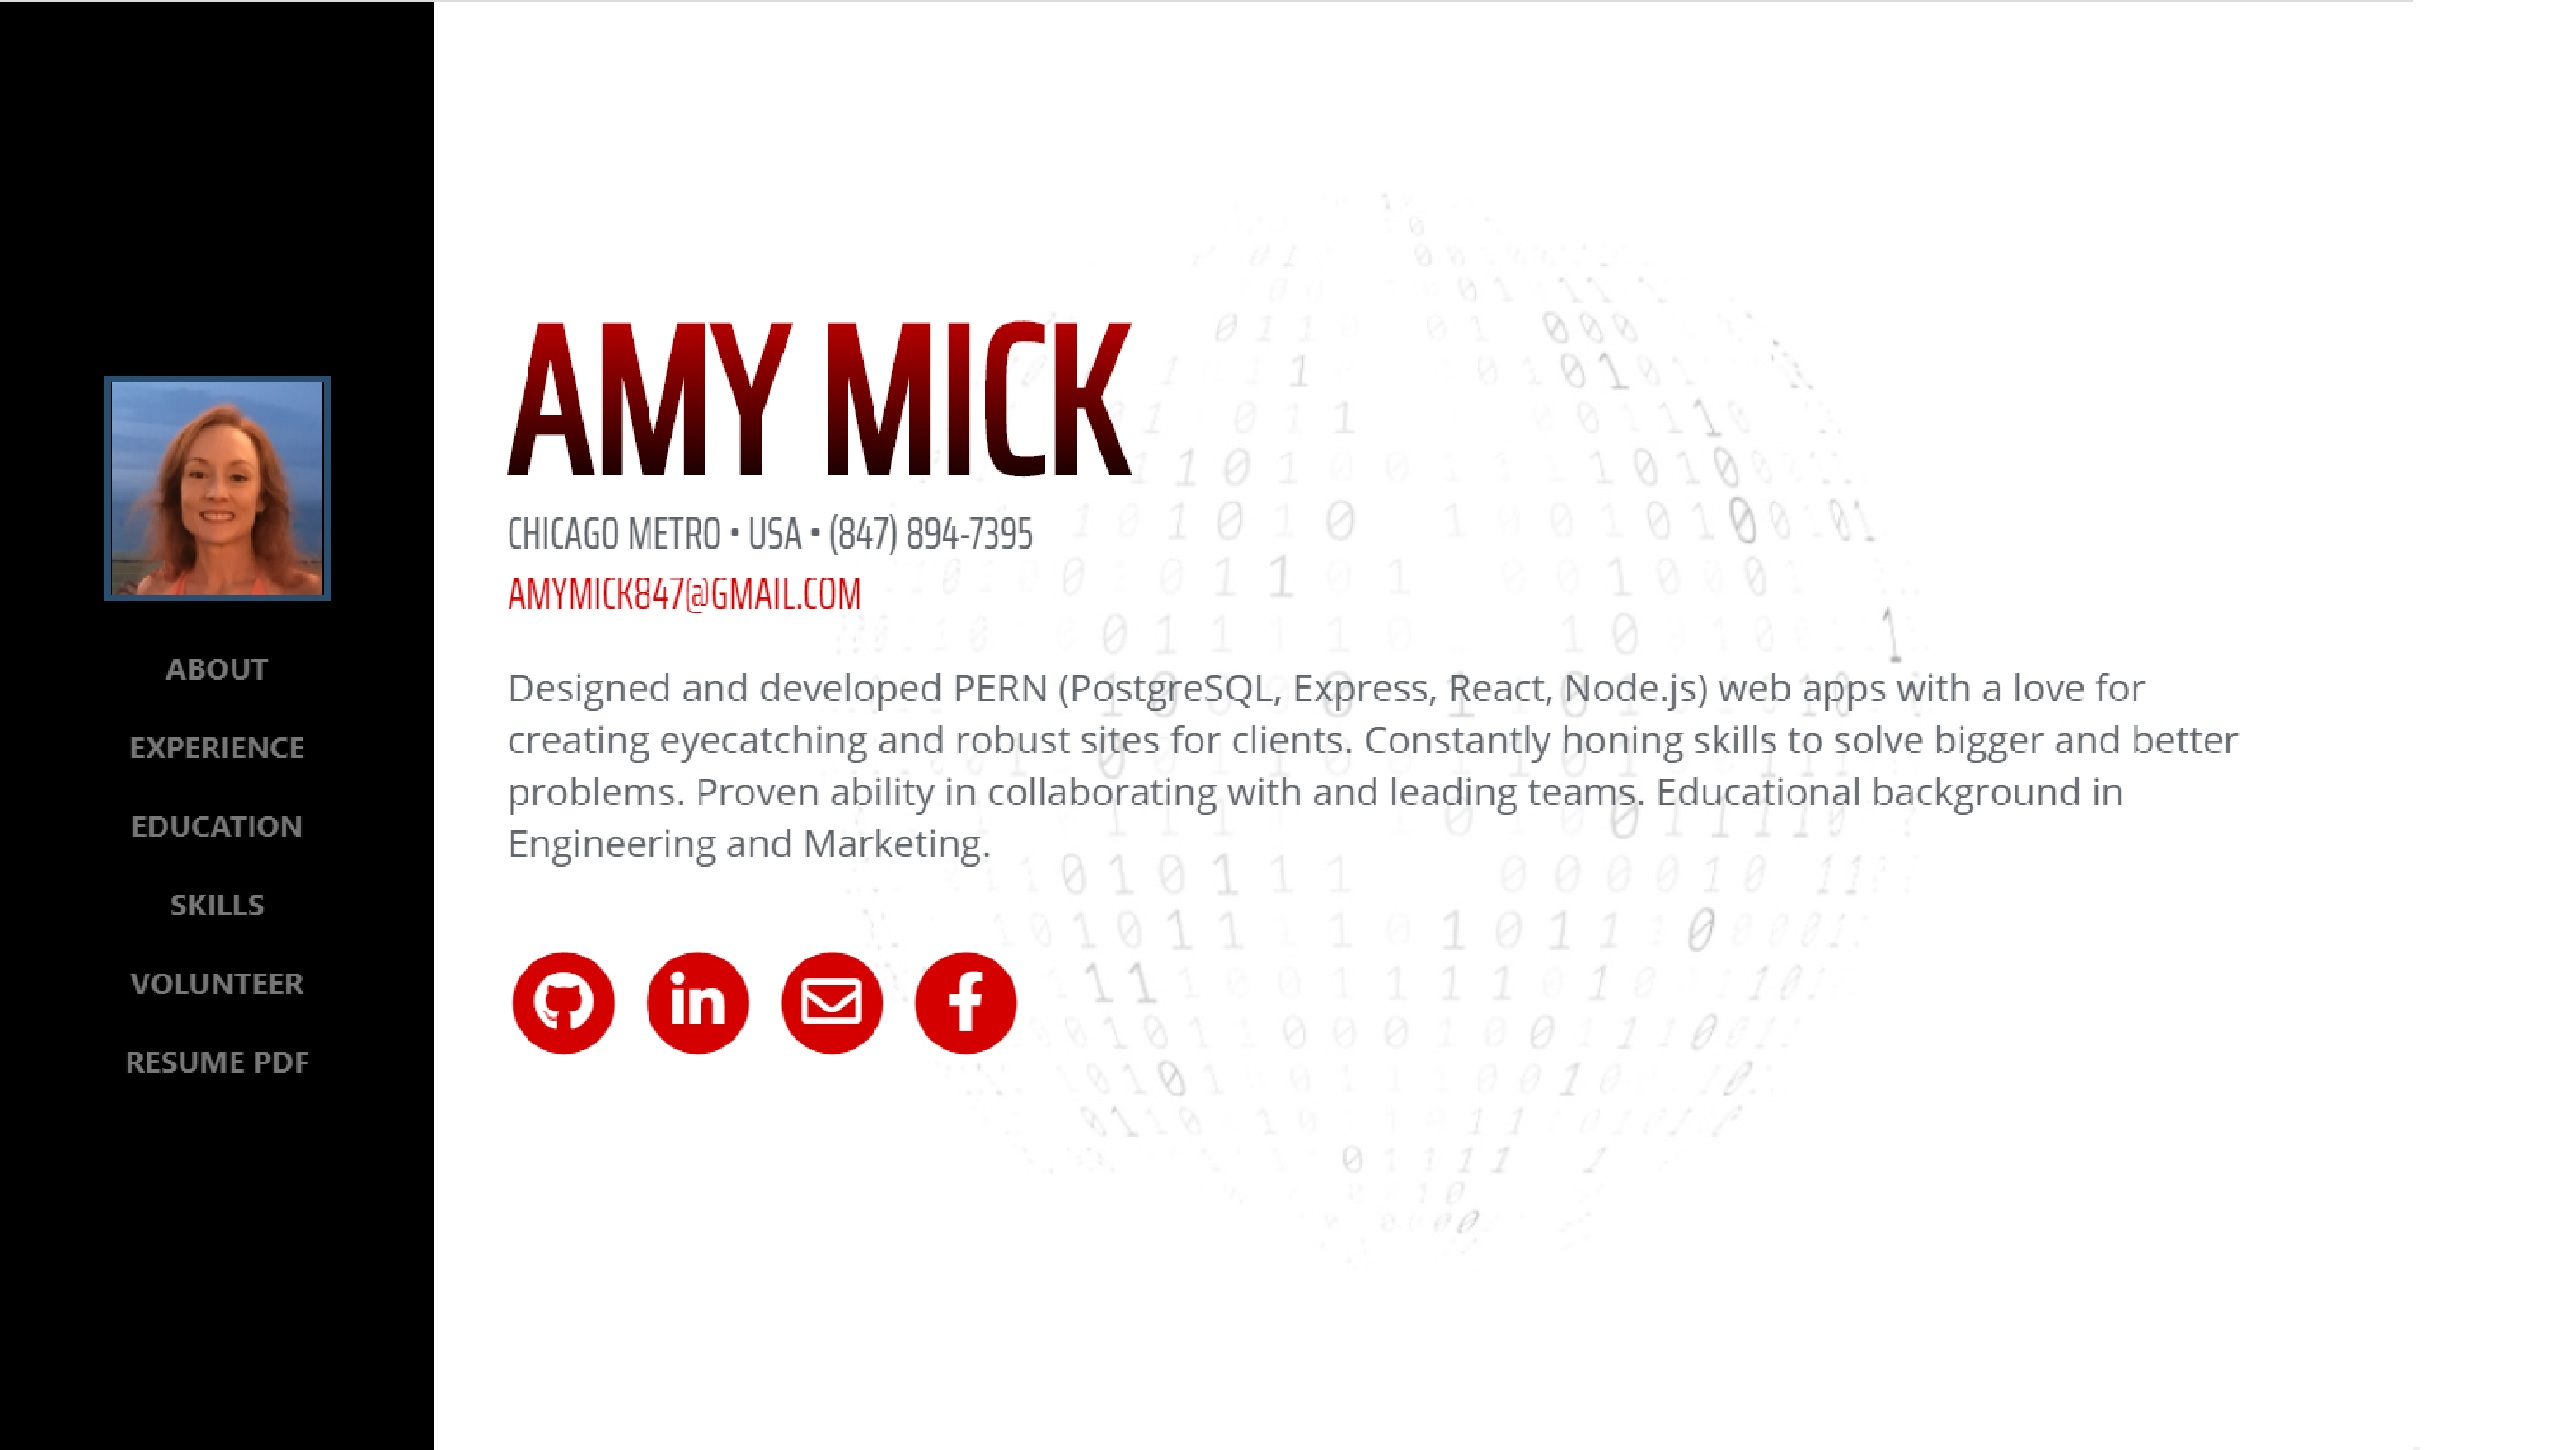 ABOUT
EXPERIENCE
EDUCATION
SKILLS
VOLUNTEER
RESUME PDF
AMY MICK
CHICAGO METRO • USA • (847) 894-7395
AMYMICK847@GMAIL.COM
Designed and developed PERN (PostgreSQL, Express, React, Node.js) web apps with a love for
creating eyecatching and robust sites for clients. Constantly honing skills to solve bigger and better
problems. Proven ability in collaborating with and leading teams. Educational background in
Engineering and Marketing.
in
f